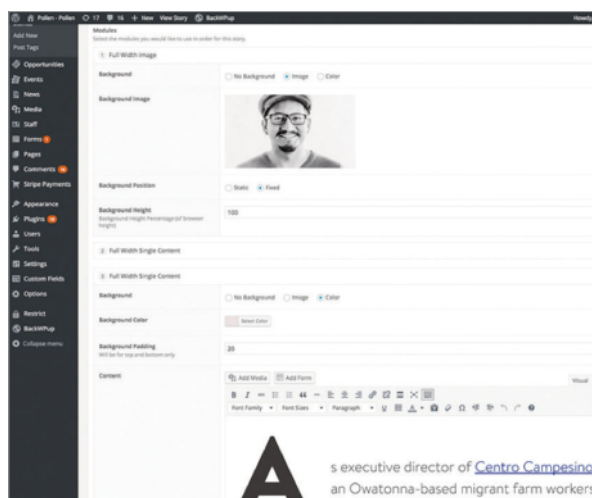 Pollen - Pollen 17 16 + New View Story BackWPup Howdy
Add New
Post Tags
Opportunities
Events
News
Media
Staff
Forms 1
Pages
Comments
Stripe Payments
Appearance
Plugins
Users
Tools
Settings
Custom Fields
Options
Restrict
BackWPup
Collapse menu
Modules
Select the modules you would like to use in order for this story.
1 Full Width Image
Background No Background Image Color
Background Image
Background Position Static Fixed
Background Height 100
Background Height Percentage (of browser height)
2 Full Width Single Content
3 Full Width Single Content
Background No Background Image Color
Background Color Select Color
Background Padding 20
Will be for top and bottom only
Content Add Media Add Form Visual
Font Family Font Sizes Paragraph
As executive director of Centro Campesino
an Owatonna-based migrant farm workers